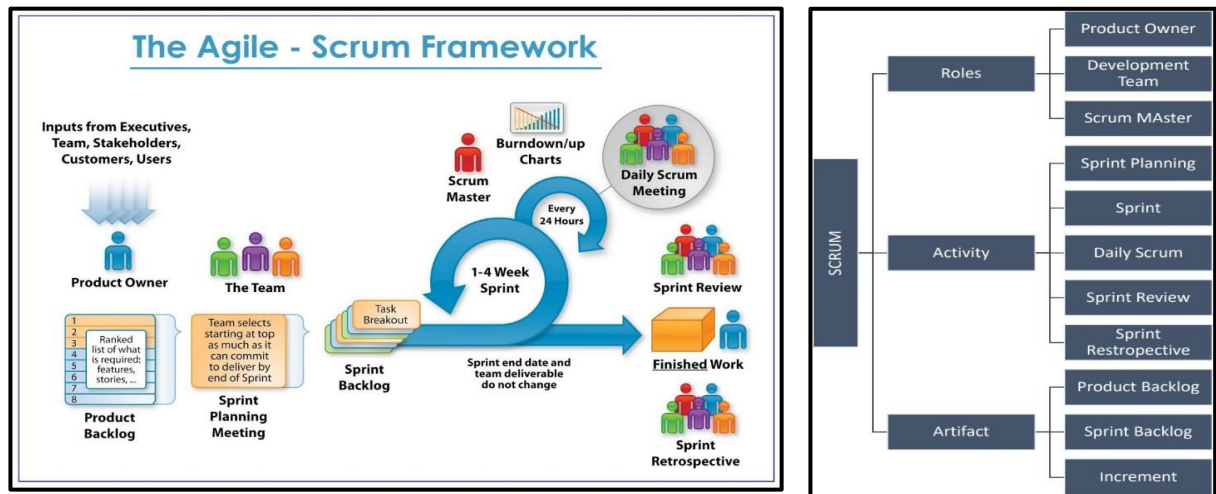 The Agile - Scrum Framework
Inputs from Executives,
Team, Stakeholders,
Customers, Users
Product Owner
The Team
Scrum
Master
Burndown/up
Charts
Daily Scrum
Meeting
Every
24 Hours
1-4 Week
Sprint
Sprint Review
1
2
3
4
5
6
7
8
Ranked
list of what
is required:
features,
stories, ...
Product
Backlog
Team selects
starting at top
as much as it
can commit
to deliver by
end of Sprint
Sprint
Planning
Meeting
Task
Breakout
Sprint
Backlog
Sprint end date and
team deliverable
do not change
Finished Work
Sprint
Retrospective
SCRUM
Roles
Product Owner
Development
Team
Scrum MAster
Activity
Sprint Planning
Sprint
Daily Scrum
Sprint Review
Sprint
Restrospective
Artifact
Product Backlog
Sprint Backlog
Increment